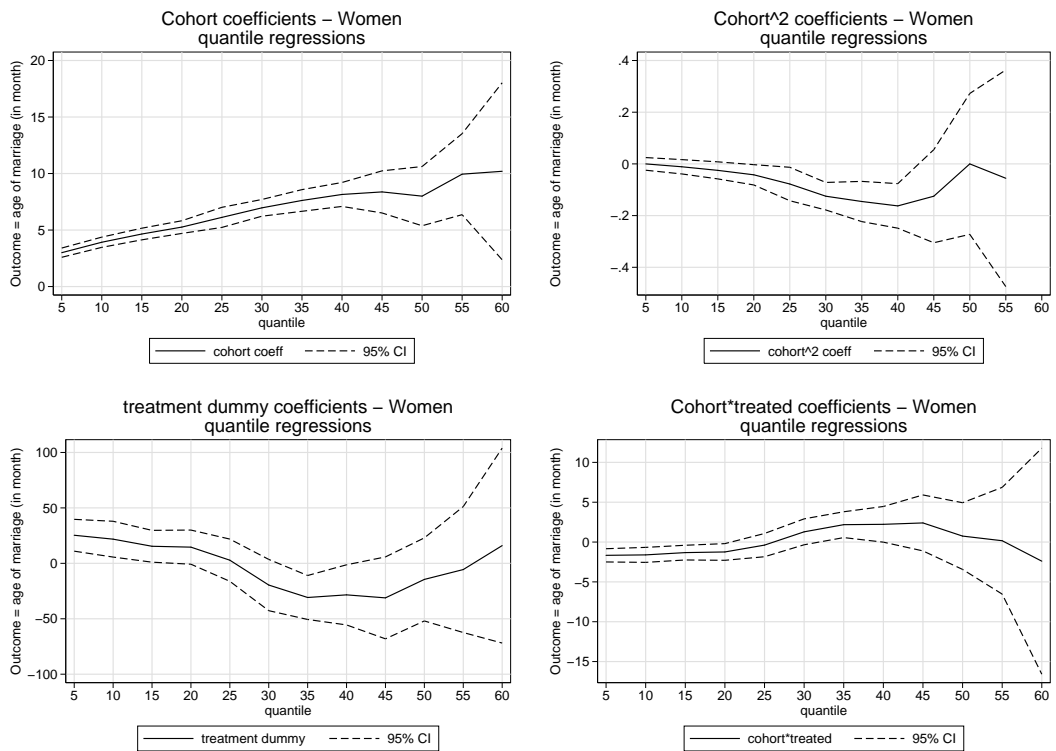 Cohort coefficients − Women
quantile regressions
Outcome = age of marriage (in month)
20
15
10
5
0
5 10 15 20 25 30 35 40 45 50 55 60
quantile
cohort coeff 95% CI
Cohort^2 coefficients − Women
quantile regressions
Outcome = age of marriage (in month)
.4
.2
0
−.2
−.4
5 10 15 20 25 30 35 40 45 50 55 60
quantile
cohort^2 coeff 95% CI
treatment dummy coefficients − Women
quantile regressions
Outcome = age of marriage (in month)
100
50
0
−50
−100
5 10 15 20 25 30 35 40 45 50 55 60
quantile
treatment dummy 95% CI
Cohort*treated coefficients − Women
quantile regressions
Outcome = age of marriage (in month)
10
5
0
−5
−10
−15
5 10 15 20 25 30 35 40 45 50 55 60
quantile
cohort*treated 95% CI